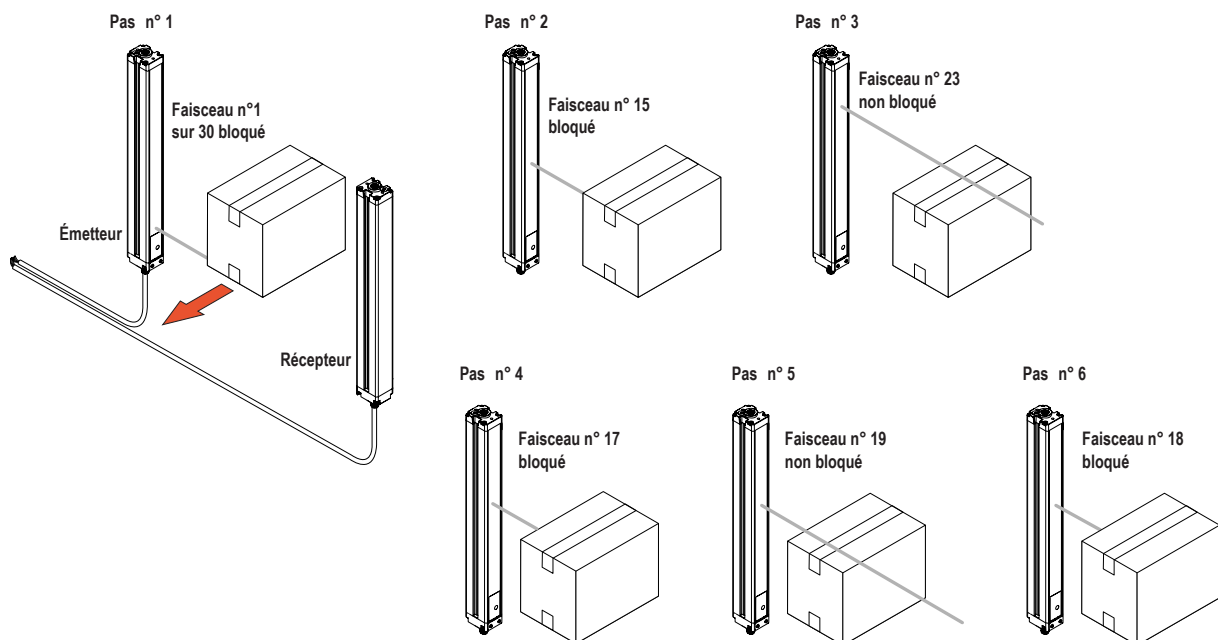 Pas n° 1
Faisceau n°1
sur 30 bloqué
Émetteur
Récepteur
Pas n° 2
Faisceau n° 15
bloqué
Pas n° 3
Faisceau n° 23
non bloqué
Pas n° 4
Faisceau n° 17
bloqué
Pas n° 5
Faisceau n° 19
non bloqué
Pas n° 6
Faisceau n° 18
bloqué